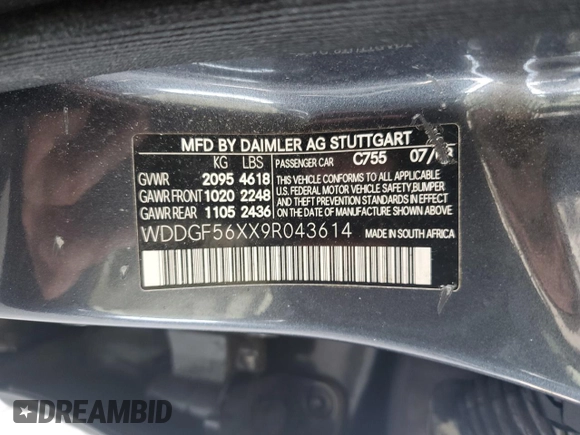 MFD BY DAIMLER AG STUTTGART
KG LBS PASSENGER CAR C755
GVWR 2095 4618 THIS VEHICLE CONFORMS TO ALL APPLICABLE
GAWR FRONT 1020 2248 U.S. FEDERAL MOTOR VEHICLE SAFETY, BUMPER
GAWR REAR 1105 2436 AND THEFT PREVENTION STANDARDS IN EFFECT ON THE DATE OF MANUFACTURE SHOWN ABOVE.
WDDGF56XX9R043614 MADE IN SOUTH AFRICA
DREAMBID